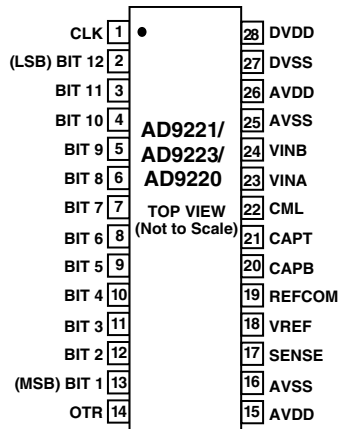 CLK 1 28 DVDD
(LSB) BIT 12 2 27 DVSS
BIT 11 3 26 AVDD
BIT 10 4 25 AVSS
BIT 9 5 24 VINB
BIT 8 6 23 VINA
BIT 7 7 22 CML
BIT 6 8 21 CAPT
BIT 5 9 20 CAPB
BIT 4 10 19 REFCOM
BIT 3 11 18 VREF
BIT 2 12 17 SENSE
(MSB) BIT 1 13 16 AVSS
OTR 14 15 AVDD
AD9221/
AD9223/
AD9220
TOP VIEW
(Not to Scale)